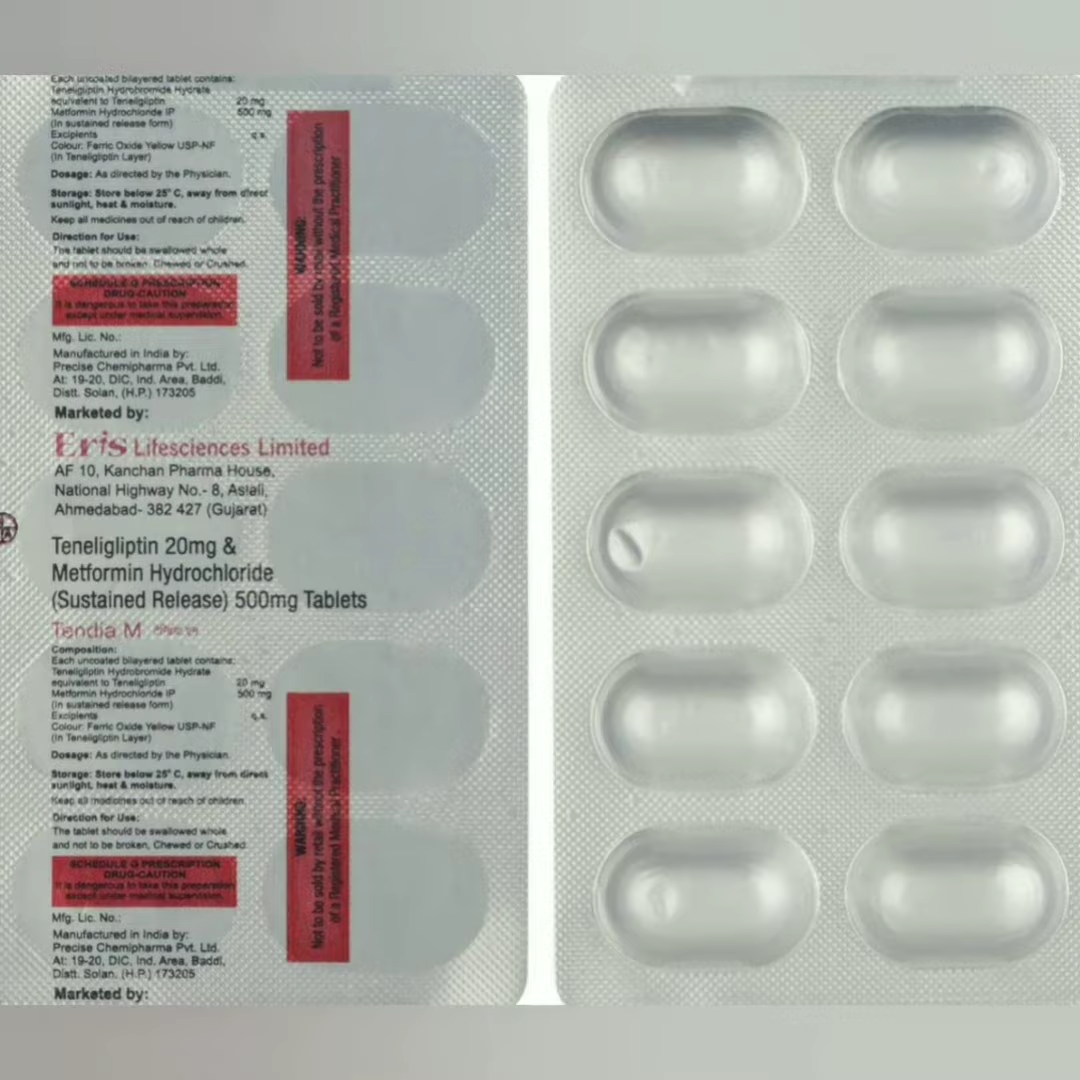 Each uncoated bilayered tablet contains:
Teneligliptin Hydrobromide Hydrate
equivalent to Teneligliptin 20 mg
Metformin Hydrochloride IP 500 mg
(In sustained release form)
Excipients q.s.
Colour: Ferric Oxide Yellow USP-NF
(In Teneligliptin Layer)
Dosage: As directed by the Physician.
Storage: Store below 25° C, away from direct
sunlight, heat & moisture.
Keep all medicines out of reach of children.
Direction for Use:
The tablet should be swallowed whole
and not to be broken, Chewed or Crushed.
SCHEDULE G PRESCRIPTION
DRUG-CAUTION
It is dangerous to take this preparation
except under medical supervision.
WARNING:
Not to be sold by retail without the prescription
of a Registered Medical Practitioner.
Mfg. Lic. No.:
Manufactured in India by:
Precise Chemipharma Pvt. Ltd.
At: 19-20, DIC, Ind. Area, Baddi,
Distt. Solan, (H.P.) 173205
Marketed by:
Eris Lifesciences Limited
AF 10, Kanchan Pharma House,
National Highway No.- 8, Aslali,
Ahmedabad- 382 427 (Gujarat)
Teneligliptin 20mg &
Metformin Hydrochloride
(Sustained Release) 500mg Tablets
Tendia M
Composition:
Each uncoated bilayered tablet contains:
Teneligliptin Hydrobromide Hydrate
equivalent to Teneligliptin 20 mg
Metformin Hydrochloride IP 500 mg
(In sustained release form)
Excipients q.s.
Colour: Ferric Oxide Yellow USP-NF
(In Teneligliptin Layer)
Dosage: As directed by the Physician.
Storage: Store below 25° C, away from direct
sunlight, heat & moisture.
Keep all medicines out of reach of children.
Direction for Use:
The tablet should be swallowed whole
and not to be broken, Chewed or Crushed.
SCHEDULE G PRESCRIPTION
DRUG-CAUTION
It is dangerous to take this preparation
except under medical supervision.
WARNING:
Not to be sold by retail without the prescription
of a Registered Medical Practitioner.
Mfg. Lic. No.:
Manufactured in India by:
Precise Chemipharma Pvt. Ltd.
At: 19-20, DIC, Ind. Area, Baddi,
Distt. Solan, (H.P.) 173205
Marketed by: